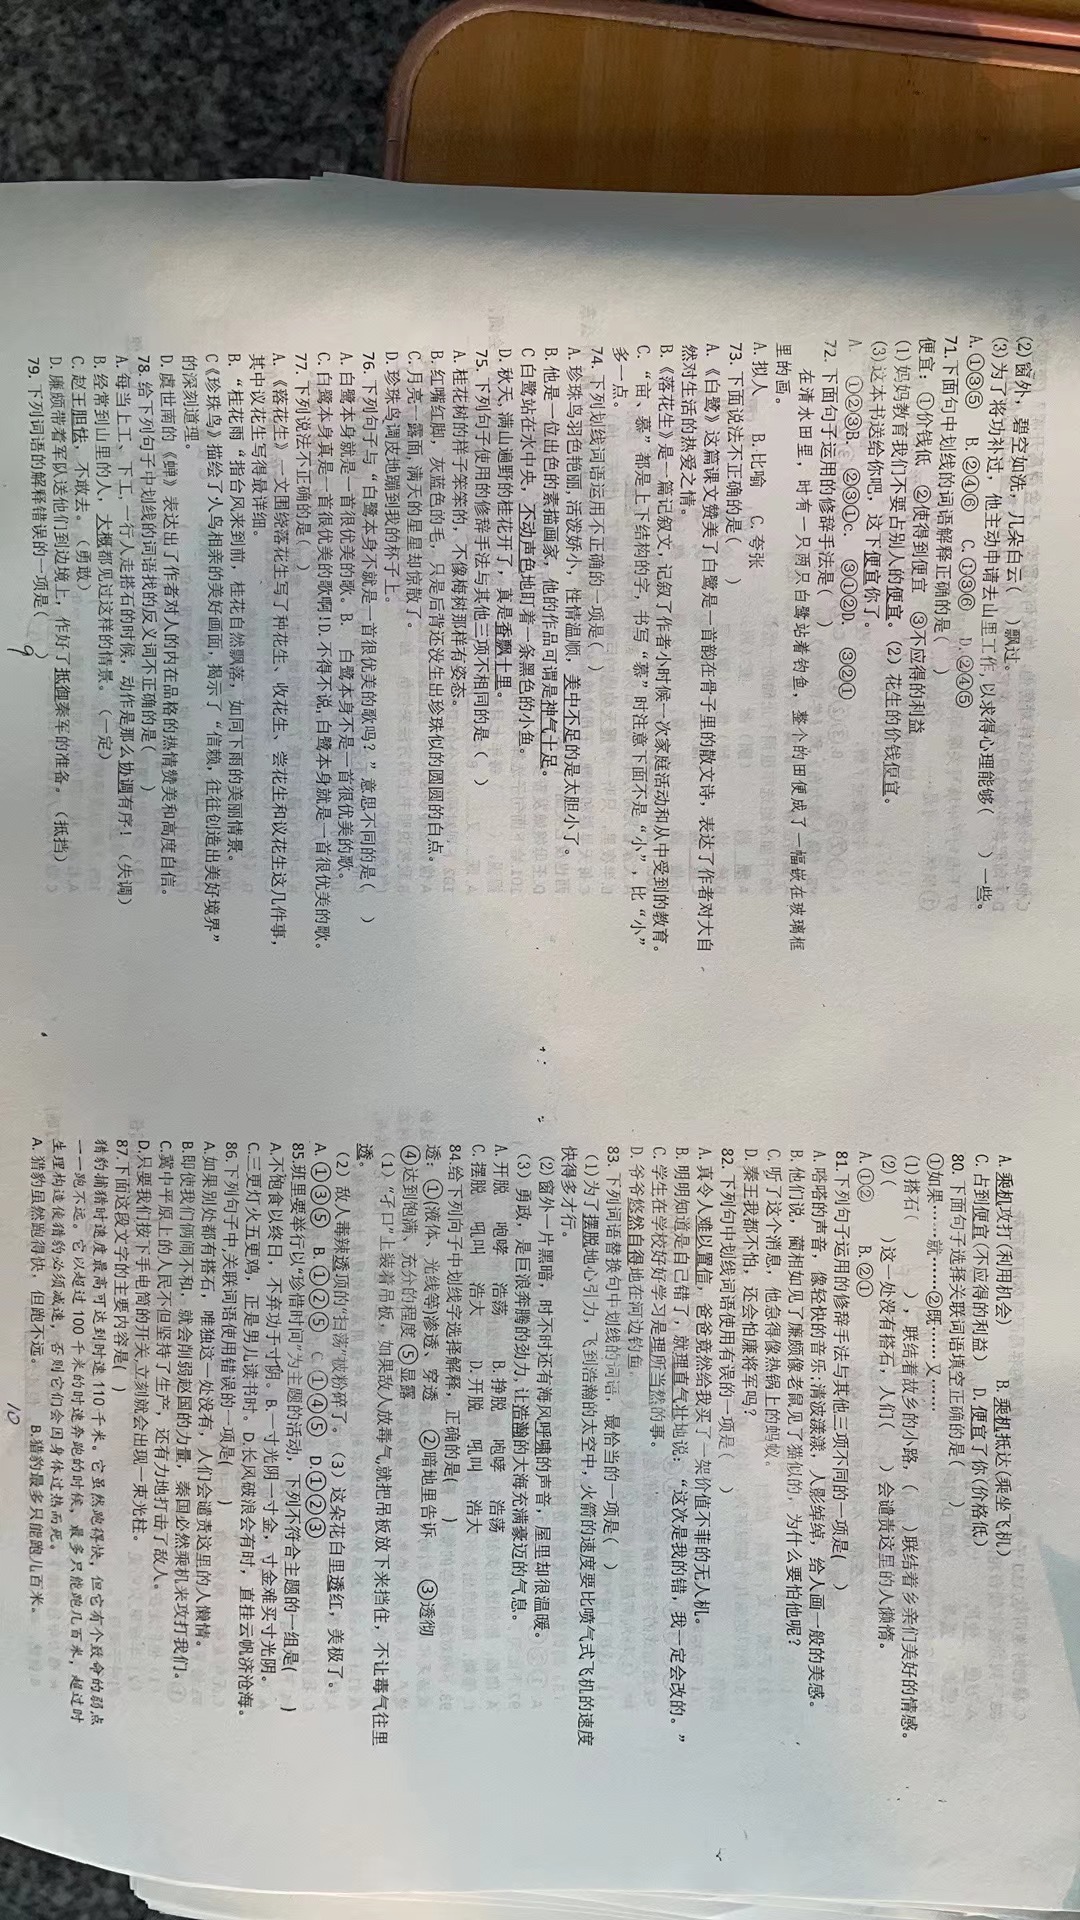 (2)窗外，碧空如洗，几朵白云（　　）飘过。
(3)为了将功补过，他主动申请去山里工作,以求得心理能够（　　）一些。
A.①③⑤　B.②④⑥　C.①③⑥　D.②④⑤
71.下面句中划线的词语解释正确的是（　　）
便宜：①价钱低　②使得到便宜　③不应得的利益
(1)妈妈教育我们不要占别人的便宜。(2)花生的价钱便宜。
(3)这本书送给你吧，这下便宜你了。
A　①②③B.　②③①c.　③①②D.　③②①
72.下面句子运用的修辞手法是（　　）
在清水田里，时有一只两只白鹭站着钓鱼，整个的田便成了一幅嵌在玻璃框
里的画。
A.拟人　B.比喻　C.夸张
73.下面说法不正确的是（　　）
A.《白鹭》这篇课文赞美了白鹭是一首韵在骨子里的散文诗，表达了作者对大自
然对生活的热爱之情。
B.《落花生》是一篇记叙文，记叙了作者小时候一次家庭活动和从中受到的教育。
C.“亩、慕”都是上下结构的字，书写“慕”时注意下面不是“小”，比“小”
多一点。
74.下列划线词语运用不正确的一项是（　）
A.珍珠鸟羽色艳丽,活泼娇小，性情温顺，美中不足的是太胆小了。
B.他是一位出色的素描画家，他的作品可谓是神气十足。
C 白鹭站在水中央，不动声色地盯着一条黑色的小鱼。
D.秋天,满山遍野的桂花开了，真是香飘十里。
75.下列句子使用的修辞手法与其他三项不相同的是（　）
A.桂花树的样子笨笨的，不像梅树那样有姿态。
B.红嘴红脚，灰蓝色的毛，只是后背还没生出珍珠似的圆圆的白点。
C.月亮一露面，满天的星星惊散了。
D.珍珠鸟调皮地蹦到我的杯子上。
76.下列句子与“白鹭本身不就是一首很优美的歌吗？”意思不同的是(　　)
A.白鹭本身就是一首很优美的歌。B.　白鹭本身不是一首很优美的歌。
C.白鹭本身真是一首很优美的歌啊！D.不得不说,白鹭本身就是一首很优美的歌。
77.下列说法不正确的是(　　)
A.《落花生》一文围绕落花生写了种花生、收花生、尝花生和议花生这几件事，
其中议花生写得最详细。
B.“桂花雨“指台风来到前，桂花自然飘落，如同下雨的美丽情景。
C《珍珠鸟》描绘了人鸟相亲的美好画面，揭示了“信赖，往往创造出美好境界”
的深刻道理。
D.虞世南的《蝉》表达出了作者对人的内在品格的热情赞美和高度自信。
78.给下列句子中划线的词语找的反义词不正确的是(　　)
A.每当上工、下工，一行人走搭石的时候，动作是那么协调有序！（失调）
B.经常到山里的人，大概都见过这样的情景。（一定）
C.赵王胆怯，不敢去。（勇敢）
D.廉颇带着军队送他们到边境上，作好了抵御秦军的准备。（抵挡）
79.下列词语的解释错误的一项是(　　)
9
A.乘机攻打(利用机会)　B.乘机抵达(乘坐飞机)
C.占到便宜(不应得的利益)　D.便宜了你(价格低)
80.下面句子选择关联词语填空正确的是(　　)
①如果……就……②既……又……
(1)搭石(　　)，联结着故乡的小路，(　　)联结着乡亲们美好的情感。
(2)(　　)这一处没有搭石，人们(　　)会谴责这里的人懒惰。
A.①②　B.②①
81.下列句子运用的修辞手法与其他三项不同的一项是(　　)
A.嗒嗒的声音，像轻快的音乐;清波漾漾，人影绰绰，给人画一般的美感。
B.他们说，蔺相如见了廉颇像老鼠见了猫似的，为什么要怕他呢？
C.听了这个消息，他急得像热锅上的蚂蚁。
D.秦王我都不怕，还会怕廉将军吗？
82.下列句中划线词语使用有误的一项是(　　)
A.真令人难以置信，爸爸竟然给我买了一架价值不菲的无人机。
B.明明知道是自己错了，就理直气壮地说：“这次是我的错，我一定会改的。”
C.学生在学校好好学习是理所当然的事。
D.爷爷悠然自得地在河边钓鱼
83.下列词语替换句中划线的词语，最恰当的一项是(　)
(1)为了摆脱地心引力，飞到浩瀚的太空中，火箭的速度要比喷气式飞机的速度
快得多才行。
(2)窗外一片黑暗，时不时还有海风呼啸的声音，屋里却很温暖。
(3)勇敢，是巨浪奔腾的劲力，让浩瀚的大海充满豪迈的气息。
A.开脱　咆哮　浩荡　B.挣脱　咆哮　浩荡
C.摆脱　吼叫　浩大　D.开脱　吼叫　浩大
84.给下列句子中划线字选择解释，正确的是(　　)
透：①液体、光线等渗透、穿透　②暗地里告诉　③透彻
④达到饱满、充分的程度 ⑤显露
(1)“孑口”上装着吊板，如果敌人放毒气,就把吊板放下来挡住，不让毒气往里
透。
(2)敌人毒辣透顶的“扫荡”被粉碎了。(3)这朵花白里透红，美极了。
A.①③⑤　B.①②⑤　C ①④⑤　D.①②③
85班里要举行以“珍惜时间”为主题的活动，下列不符合主题的一组是(　　)
A.不饱食以终日，不弃功于寸阴。B.一寸光阴一寸金，寸金难买寸光阴。
C.三更灯火五更鸡，正是男儿读书时。D.长风破浪会有时，直挂云帆济沧海。
86.下列句子中关联词语使用错误的一项是(　　)
A.如果别处都有搭石，唯独这一处没有，人们会谴责这里的人懒惰。
B.即使我们俩闹不和，就会削弱赵国的力量，秦国必然乘机来攻打我们。
C.冀中平原上的人民不但坚持了生产，还有力地打击了敌人。
D.只要我们按下手电筒的开关,立刻就会出现一束光柱。
87.下面这段文字的主要内容是(　)
猎豹捕猎时速度最高可达到时速 110 千米。它虽然跑得快，但它有个致命的弱点
——跑不远。它以超过 100 千米的时速奔跑的时候，最多只能跑几百米，超过时
生理构造使猎豹必须减速，否则它们会因身体过热而死。
A.猎豹虽然跑得快，但跑不远。　B.猎豹最多只能跑几百米。
10